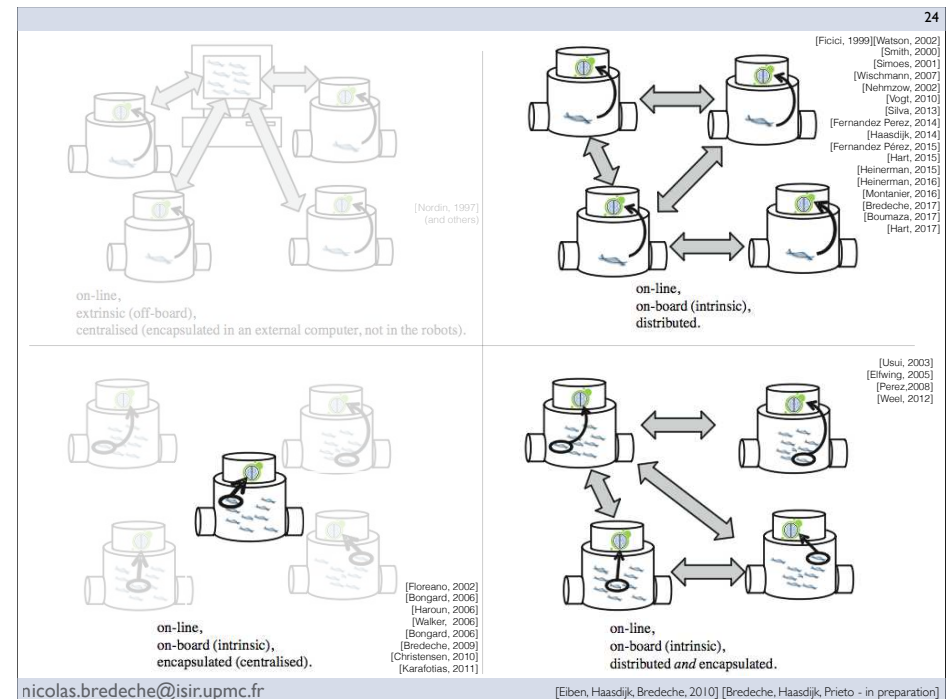 24
[Nordin, 1997]
(and others)
on-line,
extrinsic (off-board),
centralised (encapsulated in an external computer, not in the robots).
[Ficici, 1999][Watson, 2002]
[Smith, 2000]
[Simoes, 2001]
[Wischmann, 2007]
[Nehmzow, 2002]
[Vogt, 2010]
[Silva, 2013]
[Fernandez Perez, 2014]
[Haasdijk, 2014]
[Fernandez Pérez, 2015]
[Hart, 2015]
[Heinerman, 2015]
[Heinerman, 2016]
[Montanier, 2016]
[Bredeche, 2017]
[Boumaza, 2017]
[Hart, 2017]
on-line,
on-board (intrinsic),
distributed.
[Floreano, 2002]
[Bongard, 2006]
[Haroun, 2006]
[Walker, 2006]
[Bongard, 2006]
[Bredeche, 2009]
[Christensen, 2010]
[Karafotias, 2011]
on-line,
on-board (intrinsic),
encapsulated (centralised).
[Usui, 2003]
[Elfwing, 2005]
[Perez,2008]
[Weel, 2012]
on-line,
on-board (intrinsic),
distributed and encapsulated.
nicolas.bredeche@isir.upmc.fr
[Eiben, Haasdijk, Bredeche, 2010] [Bredeche, Haasdijk, Prieto - in preparation]